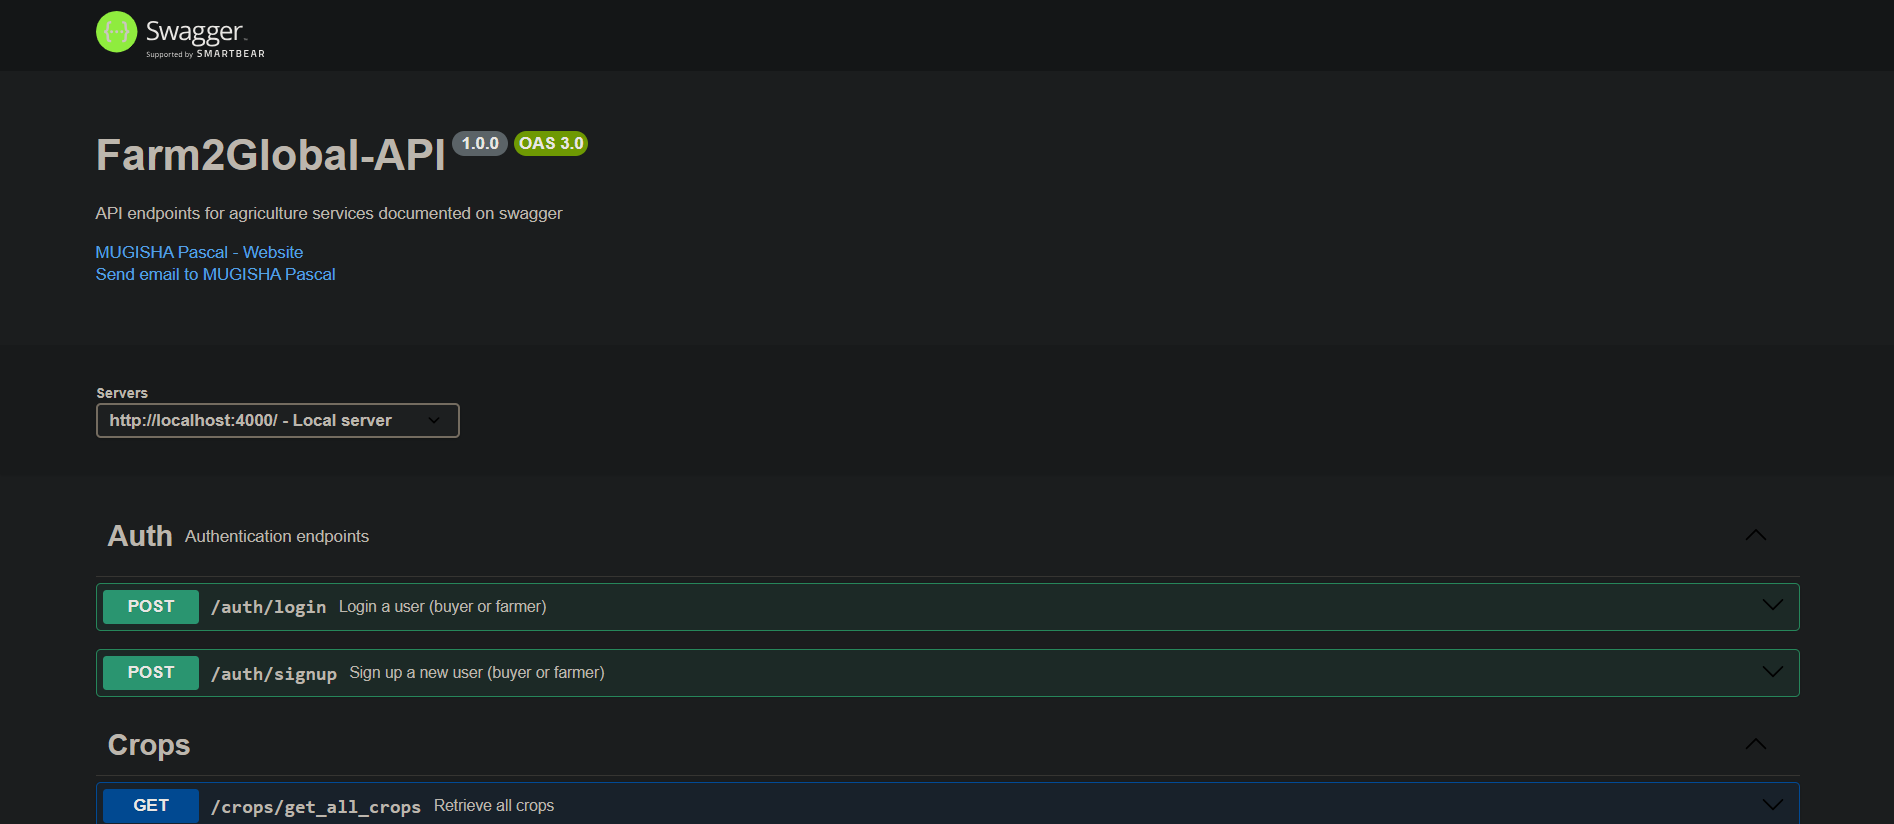 {...} Swagger™
Supported by SMARTBEAR
Farm2Global-API 1.0.0 OAS 3.0
API endpoints for agriculture services documented on swagger
MUGISHA Pascal - Website
Send email to MUGISHA Pascal
Servers
http://localhost:4000/ - Local server
Auth Authentication endpoints
POST /auth/login Login a user (buyer or farmer)
POST /auth/signup Sign up a new user (buyer or farmer)
Crops
GET /crops/get_all_crops Retrieve all crops